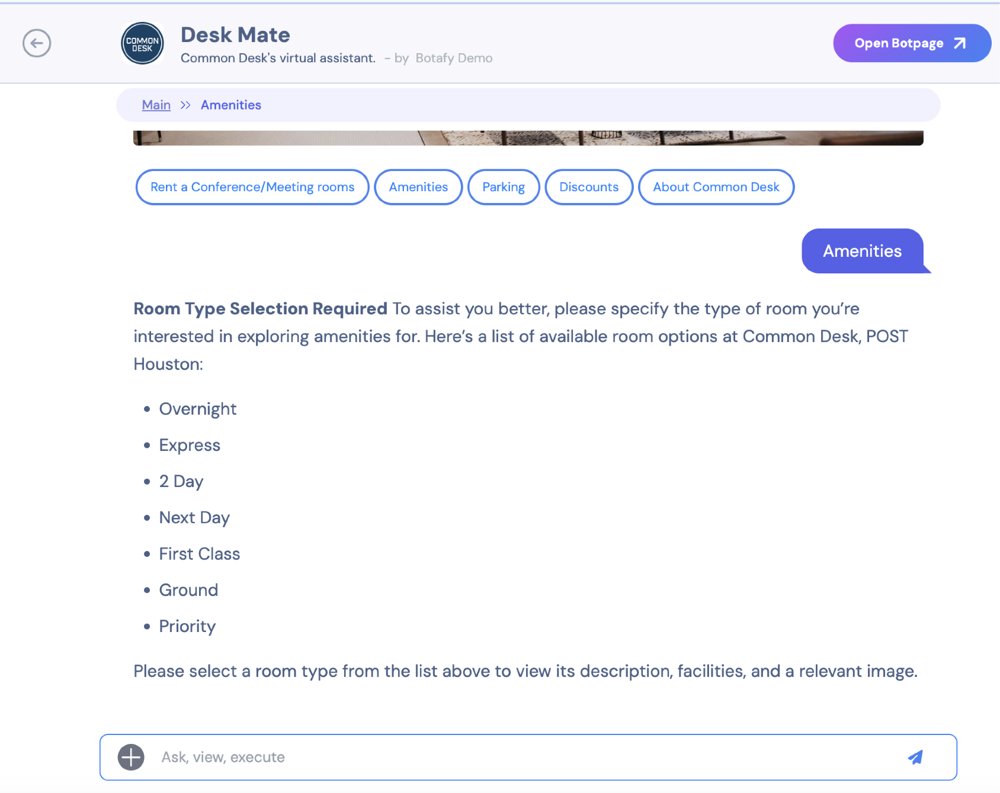 COMMON
DESK
Desk Mate
Common Desk's virtual assistant. - by Botafy Demo
Open Botpage
Main >> Amenities
Rent a Conference/Meeting rooms Amenities Parking Discounts About Common Desk
Amenities
Room Type Selection Required To assist you better, please specify the type of room you’re
interested in exploring amenities for. Here’s a list of available room options at Common Desk, POST
Houston:
• Overnight
• Express
• 2 Day
• Next Day
• First Class
• Ground
• Priority
Please select a room type from the list above to view its description, facilities, and a relevant image.
Ask, view, execute